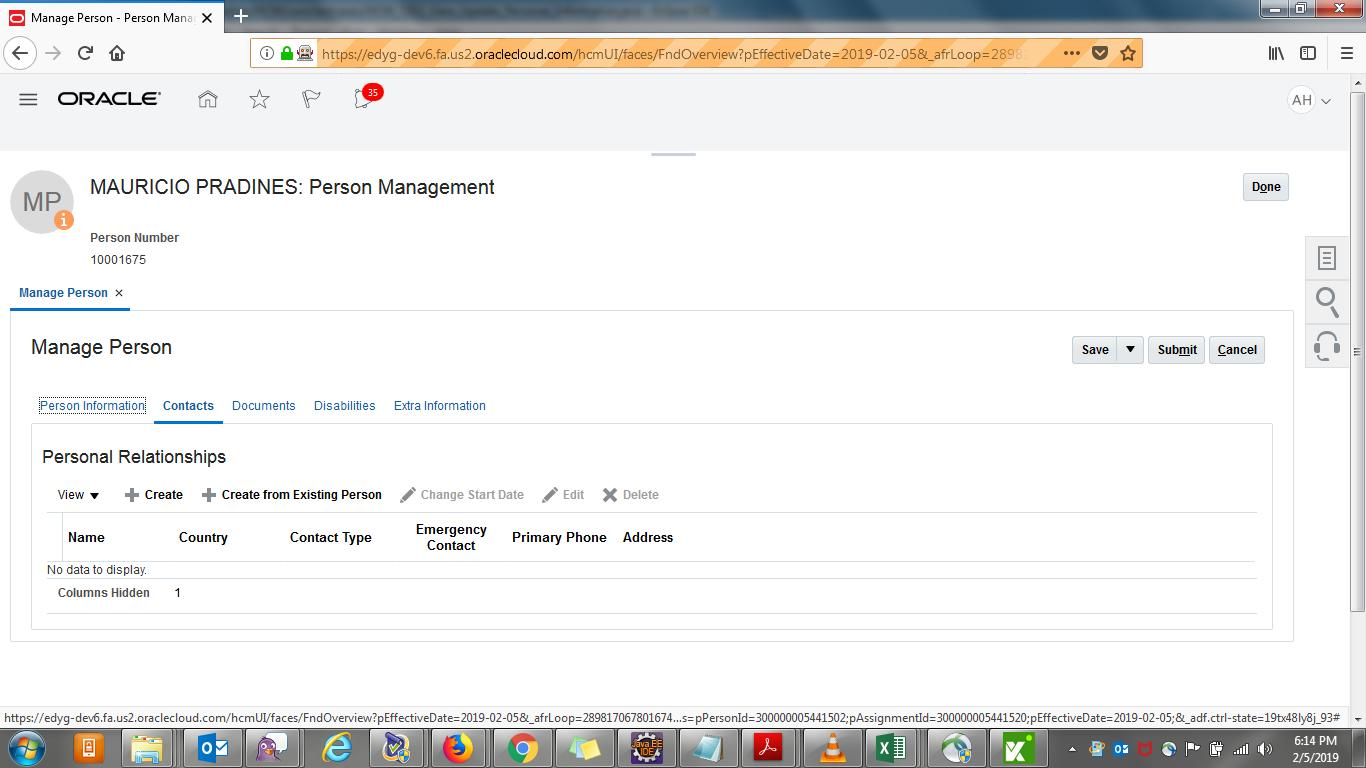 Manage Person - Person Mana
https://edyg-dev6.fa.us2.oraclecloud.com/hcmUI/faces/FndOverview?pEffectiveDate=2019-02-05&_afrLoop=2898
ORACLE
35
AH
MP
MAURICIO PRADINES: Person Management
Done
Person Number
10001675
Manage Person
Manage Person
Save
Submit
Cancel
Person Information Contacts Documents Disabilities Extra Information
Personal Relationships
View Create Create from Existing Person Change Start Date Edit Delete
Name Country Contact Type Emergency Contact Primary Phone Address
No data to display.
Columns Hidden 1
https://edyg-dev6.fa.us2.oraclecloud.com/hcmUI/faces/FndOverview?pEffectiveDate=2019-02-05&_afrLoop=289817067801674...s=pPersonId=300000005441502;pAssignmentId=300000005441520;pEffectiveDate=2019-02-05;&_adf.ctrl-state=19tx48ly8j_93#
Java EE
IDE
6:14 PM
2/5/2019